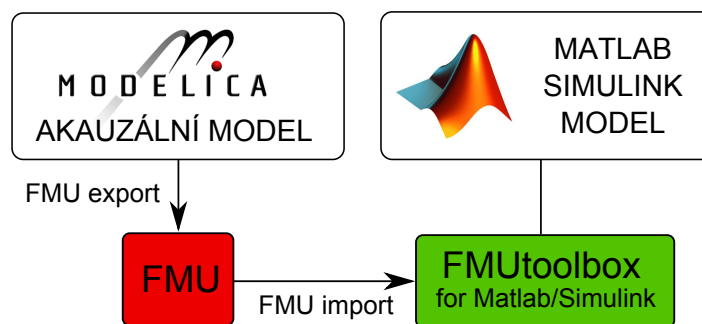 MODELICA
AKAUZÁLNÍ MODEL
MATLAB
SIMULINK
MODEL
FMU export
FMU
FMU import
FMUtoolbox
for Matlab/Simulink